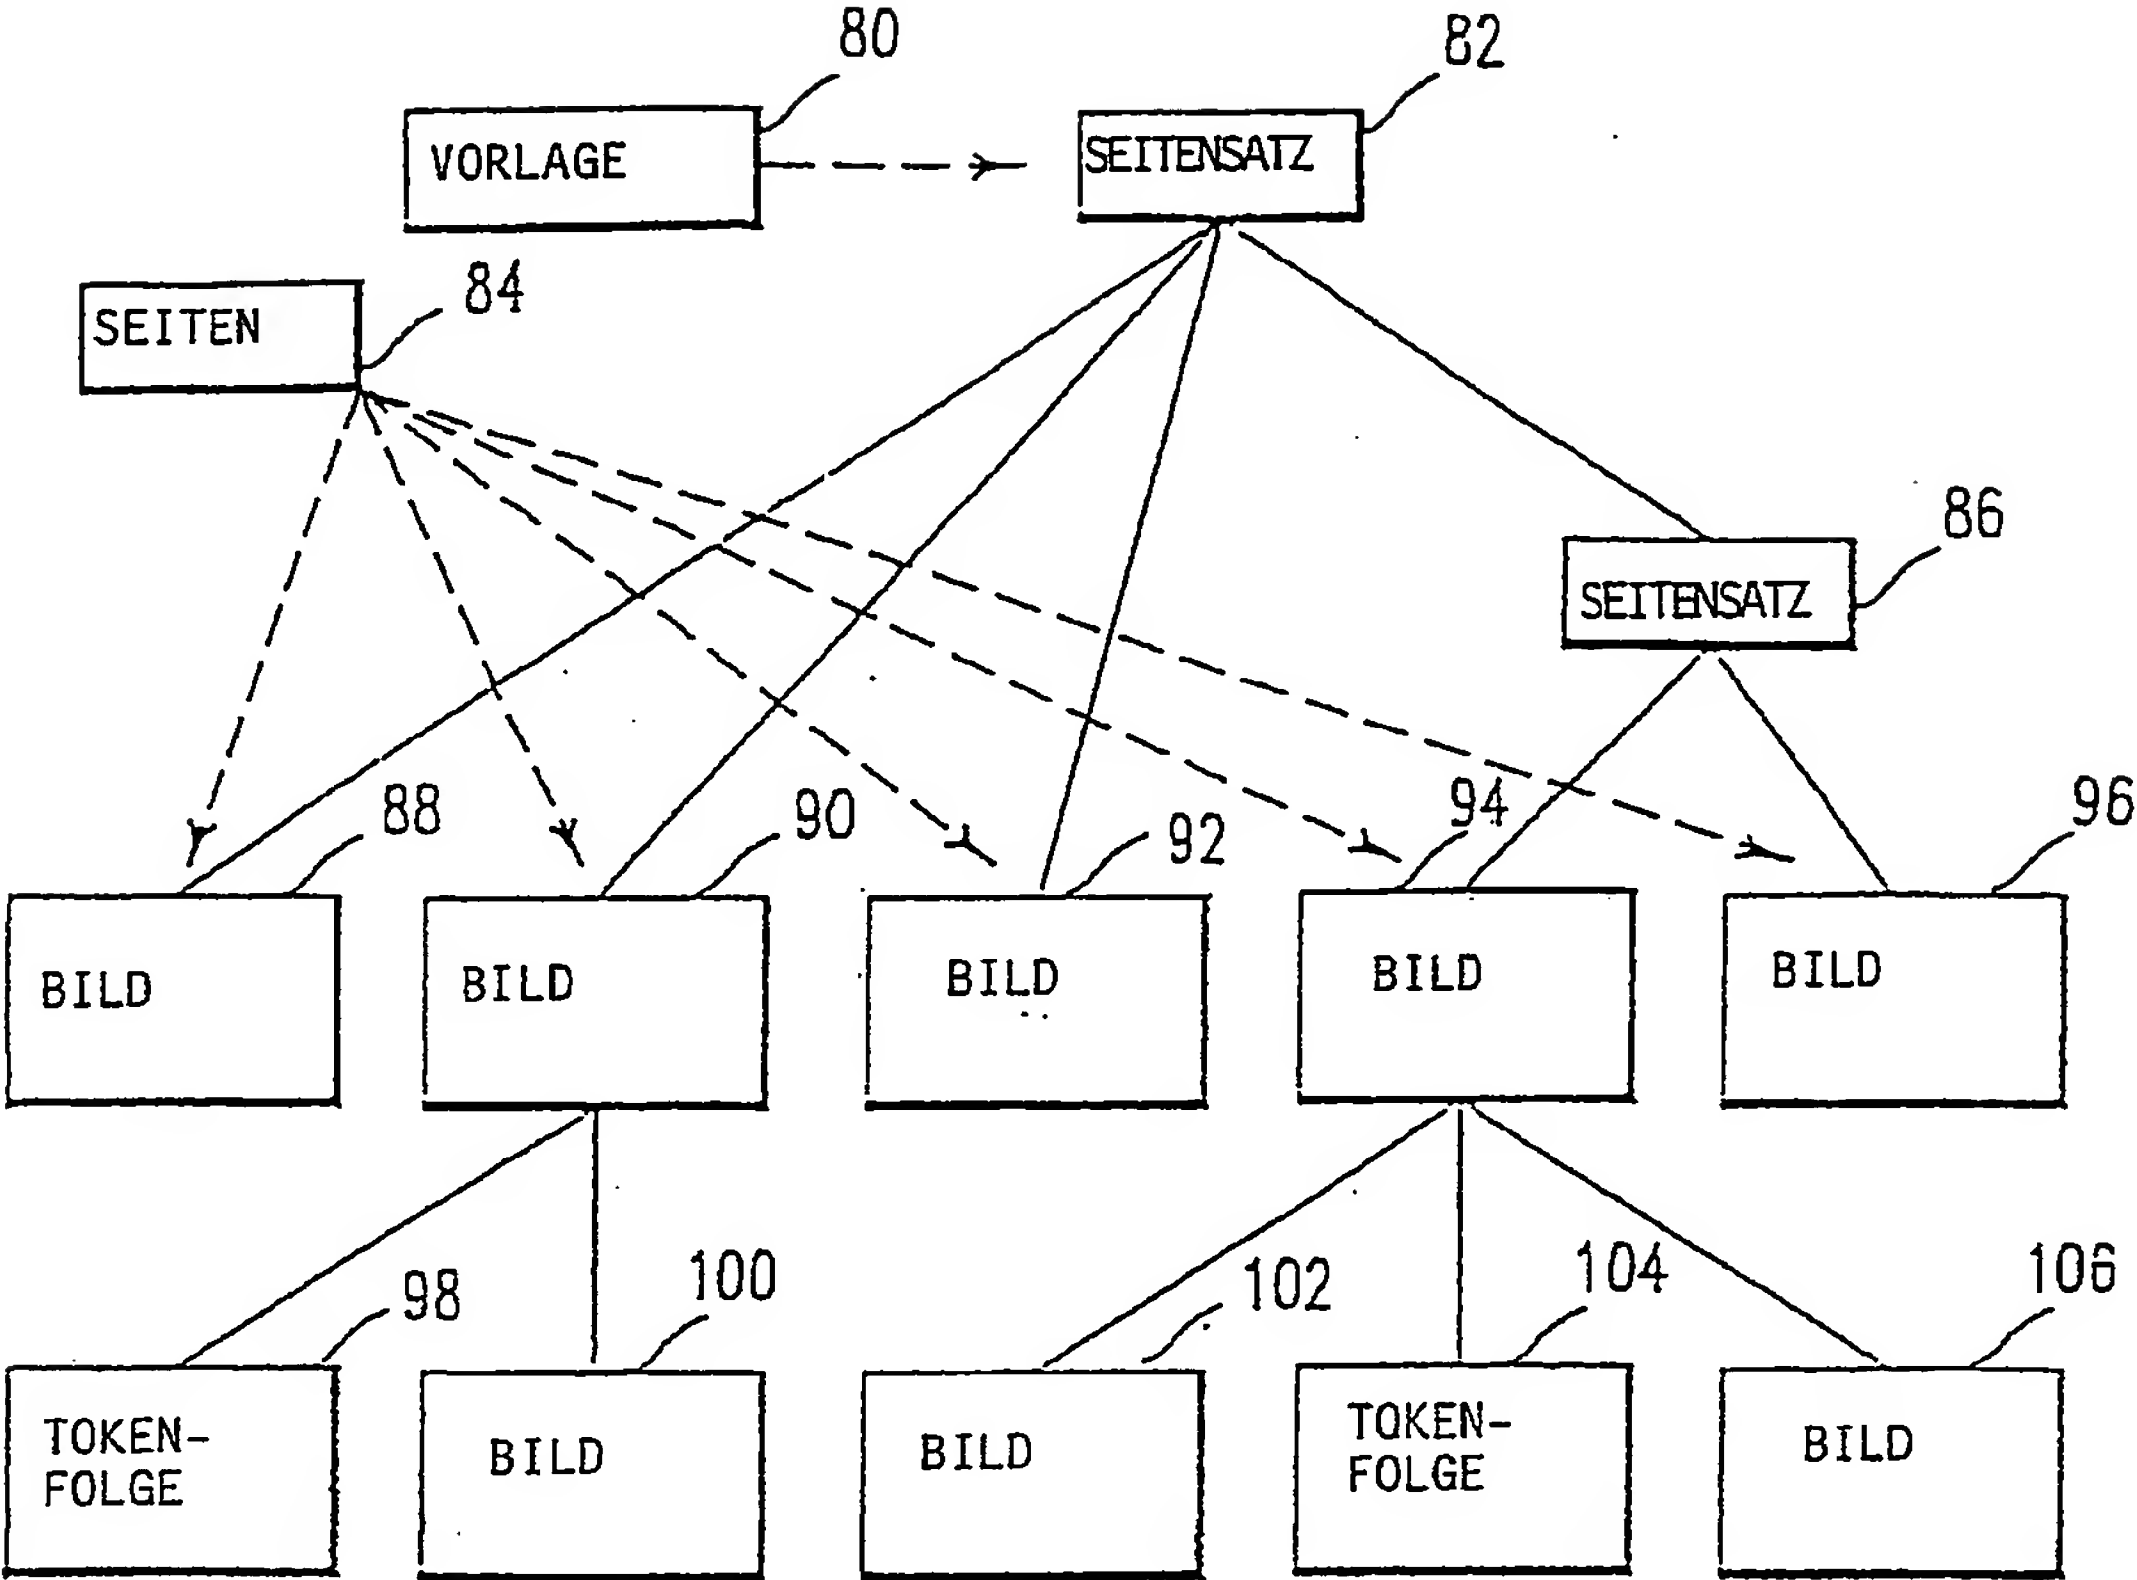 80
82
VORLAGE
SEITENSATZ
84
SEITEN
86
SEITENSATZ
88
90
92
94
96
BILD
BILD
BILD
BILD
BILD
98
100
102
104
106
TOKEN-
FOLGE
BILD
BILD
TOKEN-
FOLGE
BILD